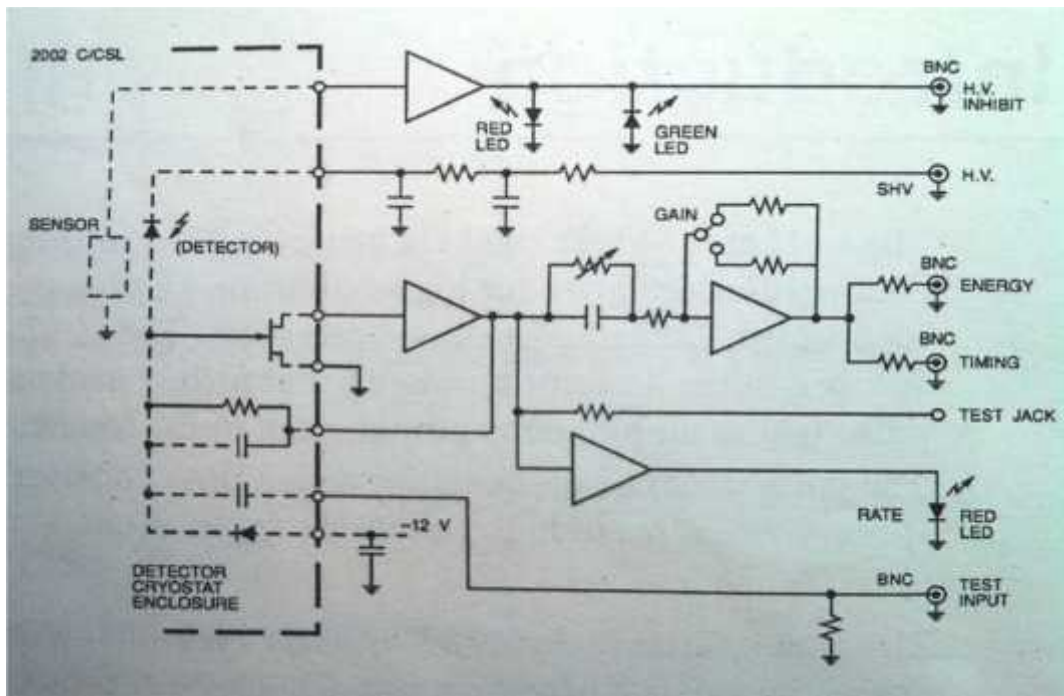 2002 C/CSL
BNC
H.V.
INHIBIT
RED
LED
GREEN
LED
SHV
H.V.
SENSOR
(DETECTOR)
GAIN
BNC
ENERGY
BNC
TIMING
TEST JACK
RATE
RED
LED
-12 V
DETECTOR
CRYOSTAT
ENCLOSURE
BNC
TEST
INPUT